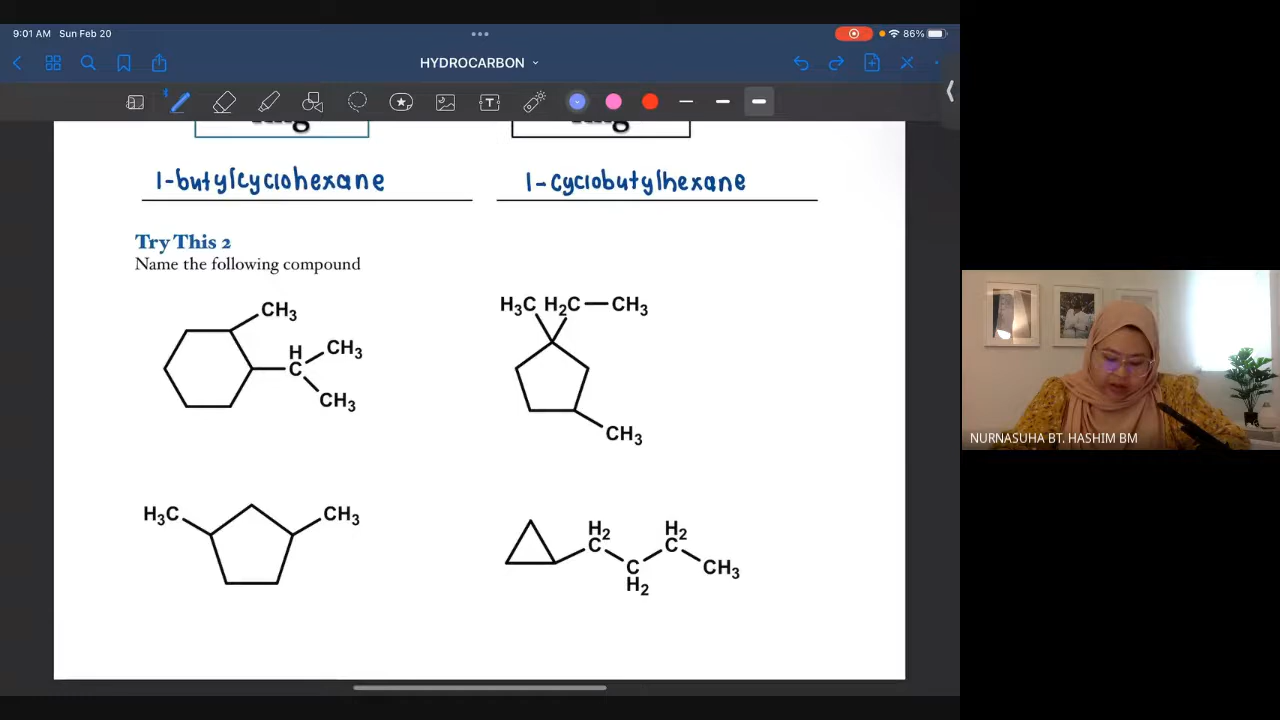 9:01 AM Sun Feb 20
86%
HYDROCARBON
1-butylcyclohexane
1-cyclobutylhexane
Try This 2
Name the following compound
CH3
H
C
CH3
CH3
H3C H2C CH3
CH3
H3C CH3
H2
C
C
H2
H2
C
CH3
NURNASUHA BT. HASHIM BM